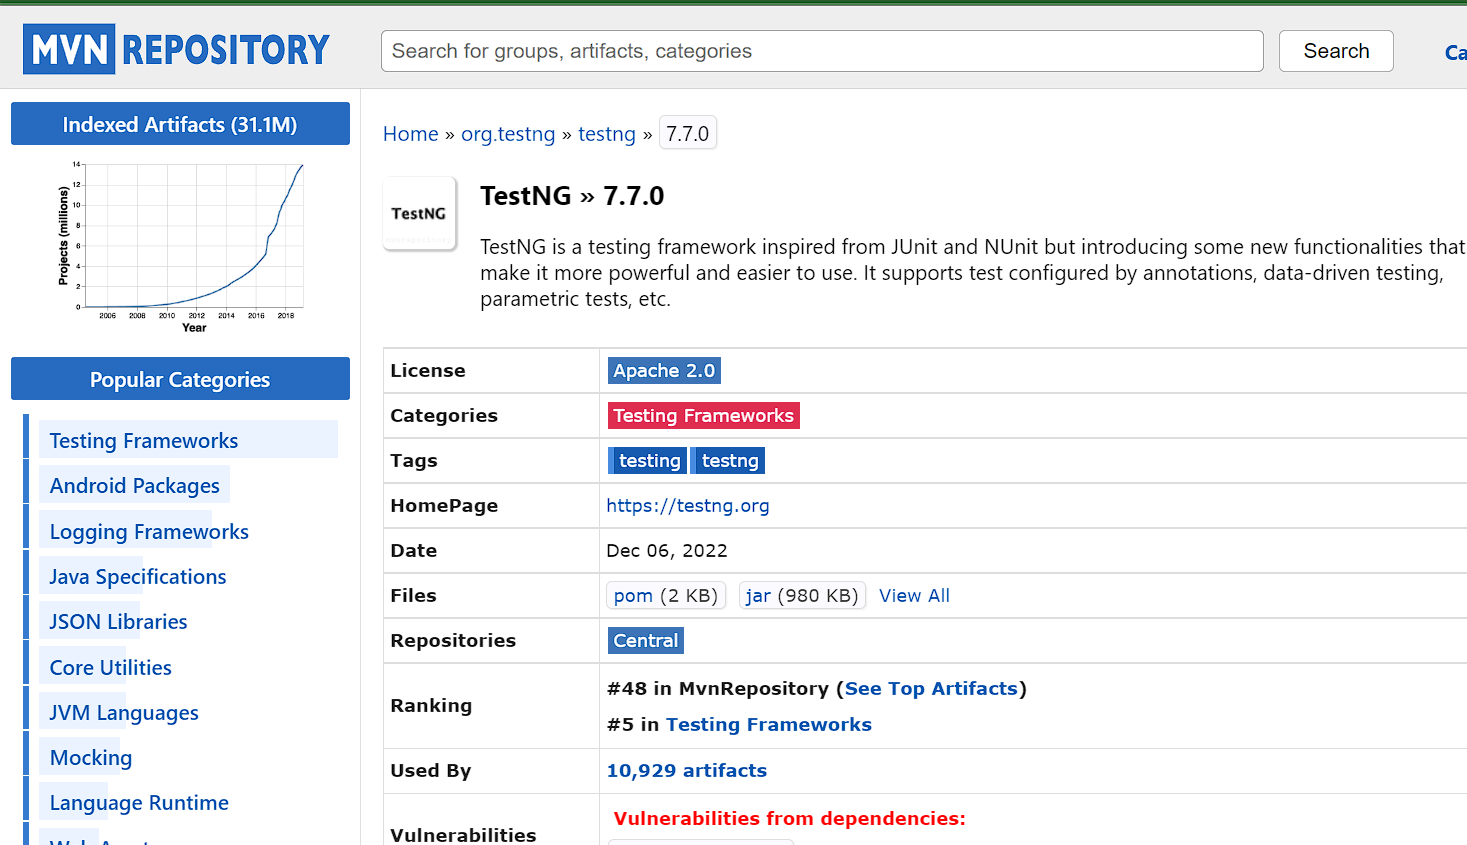 MVN REPOSITORY
Search for groups, artifacts, categories
Search
Ca
Indexed Artifacts (31.1M)
Projects (millions)
14
12
10
8
6
4
2
0
2006 2008 2010 2012 2014 2016 2018
Year
Popular Categories
Testing Frameworks
Android Packages
Logging Frameworks
Java Specifications
JSON Libraries
Core Utilities
JVM Languages
Mocking
Language Runtime
Home » org.testng » testng » 7.7.0
TestNG
TestNG » 7.7.0
TestNG is a testing framework inspired from JUnit and NUnit but introducing some new functionalities that
make it more powerful and easier to use. It supports test configured by annotations, data-driven testing,
parametric tests, etc.
License Apache 2.0
Categories Testing Frameworks
Tags testing testng
HomePage https://testng.org
Date Dec 06, 2022
Files pom (2 KB) jar (980 KB) View All
Repositories Central
Ranking
#48 in MvnRepository (See Top Artifacts)
#5 in Testing Frameworks
Used By 10,929 artifacts
Vulnerabilities
Vulnerabilities from dependencies: